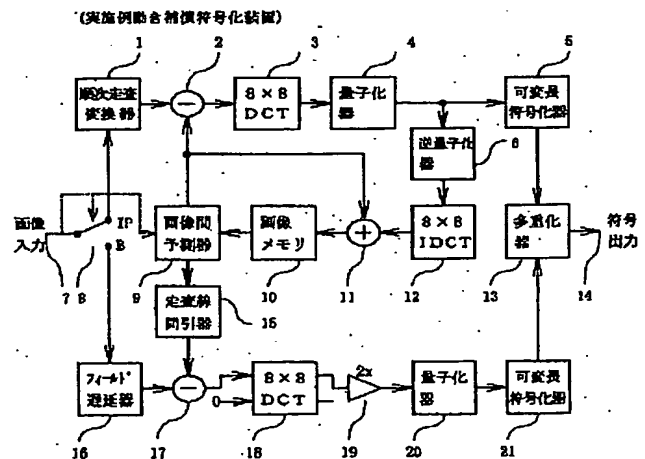 (実施例動き補償符号化装置)
1
2
3
4
5
順次走査
変換器
−
8×8
DCT
量子化
器
可変長
符号化器
逆量子化
器
6
画像
入力
IP
B
画像間
予測器
画像
メモリ
+
8×8
IDCT
多重化
器
符号
出力
7
8
9
10
11
12
13
14
走査線
間引器
15
フィールド
遅延器
−
0
8×8
DCT
2x
量子化
器
可変長
符号化器
16
17
18
19
20
21